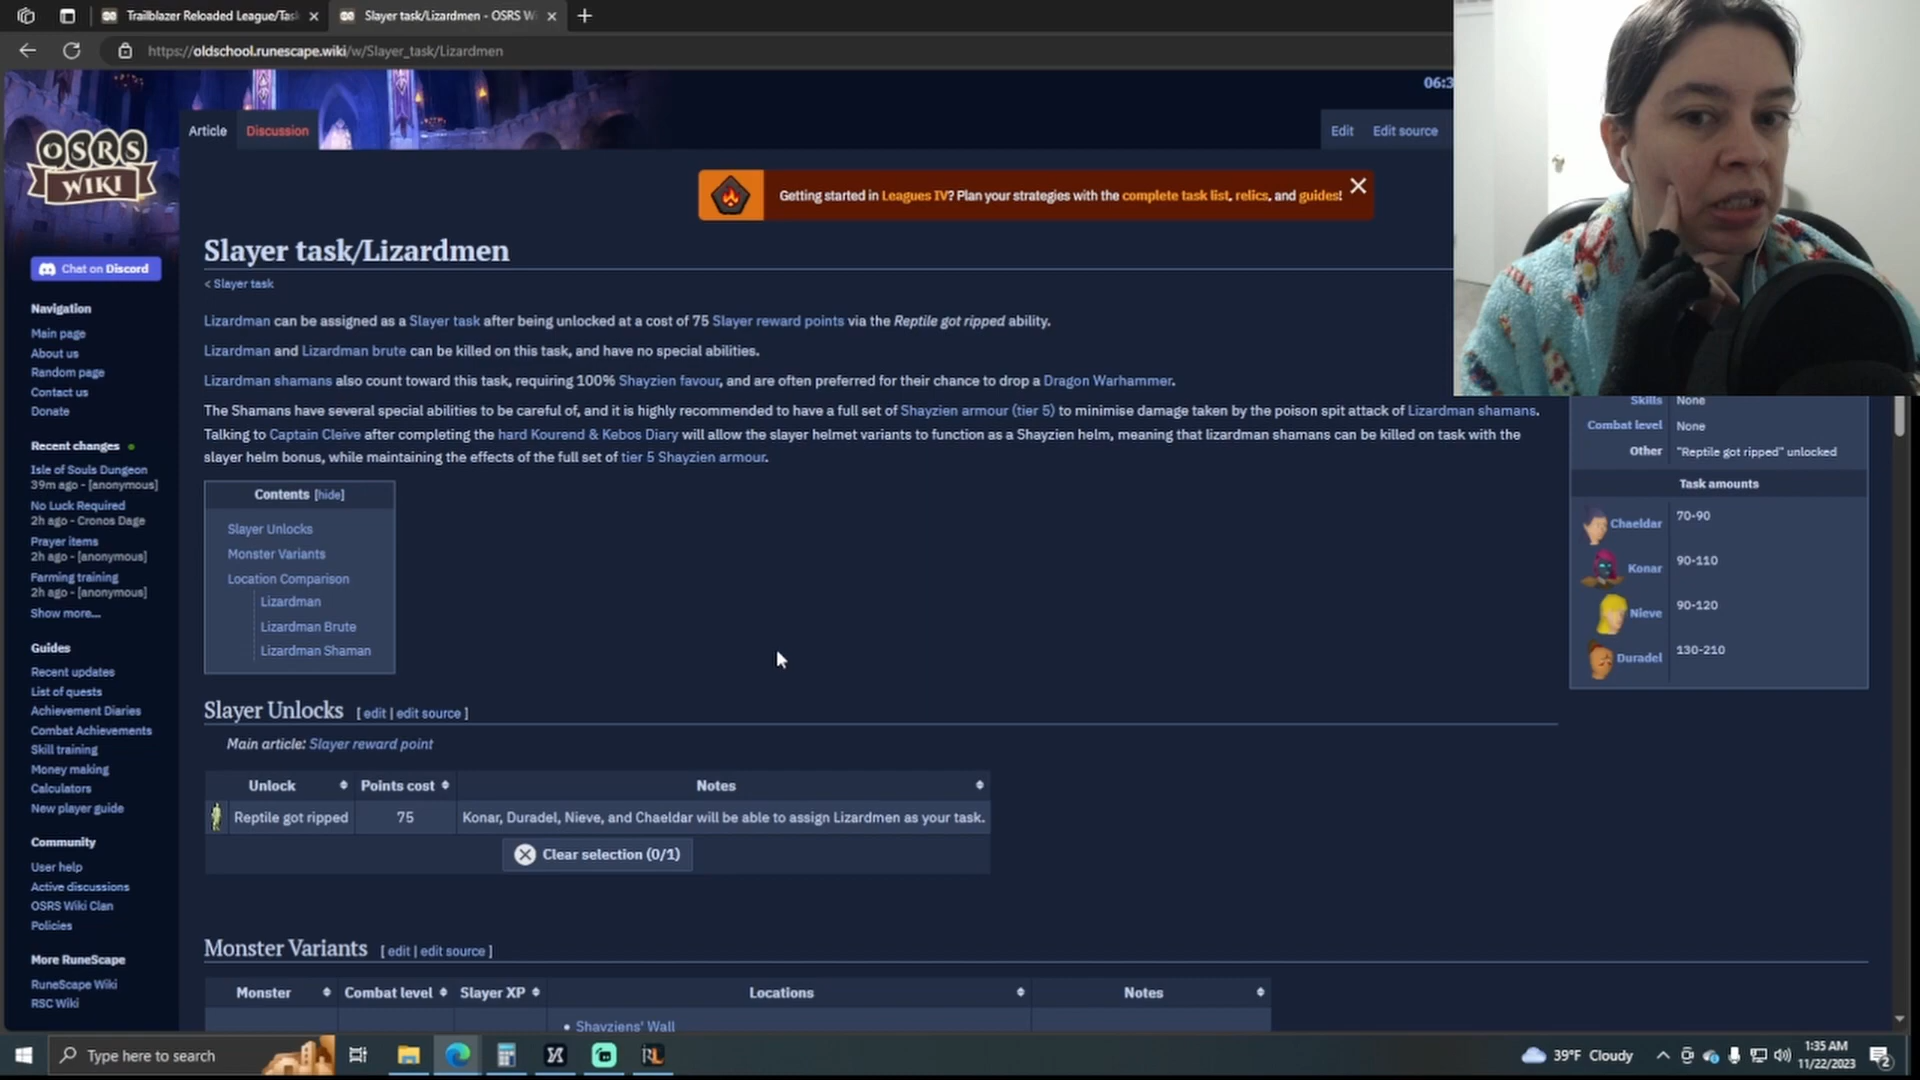 Trailblazer Reloaded League/Tas
Slayer task/Lizardmen - OSRS Wi
https://oldschool.runescape.wiki/w/Slayer_task/Lizardmen
OSRS
WIKI
Article
Discussion
06:3
Edit
Edit source
Getting started in Leagues IV? Plan your strategies with the complete task list, relics, and guides!
Chat on Discord
Navigation
Main page
About us
Random page
Contact us
Donate
Recent changes
Isle of Souls Dungeon
39m ago - [anonymous]
No Luck Required
2h ago - Cronos Dage
Prayer items
2h ago - [anonymous]
Farming training
2h ago - [anonymous]
Show more...
Guides
Recent updates
List of quests
Achievement Diaries
Combat Achievements
Skill training
Money making
Calculators
New player guide
Community
User help
Active discussions
OSRS Wiki Clan
Policies
More RuneScape
RuneScape Wiki
RSC Wiki
Slayer task/Lizardmen
< Slayer task
Lizardman can be assigned as a Slayer task after being unlocked at a cost of 75 Slayer reward points via the Reptile got ripped ability.
Lizardman and Lizardman brute can be killed on this task, and have no special abilities.
Lizardman shamans also count toward this task, requiring 100% Shayzien favour, and are often preferred for their chance to drop a Dragon Warhammer.
The Shamans have several special abilities to be careful of, and it is highly recommended to have a full set of Shayzien armour (tier 5) to minimise damage taken by the poison spit attack of Lizardman shamans.
Talking to Captain Cleive after completing the hard Kourend & Kebos Diary will allow the slayer helmet variants to function as a Shayzien helm, meaning that lizardman shamans can be killed on task with the
slayer helm bonus, while maintaining the effects of the full set of tier 5 Shayzien armour.
Contents [hide]
Slayer Unlocks
Monster Variants
Location Comparison
Lizardman
Lizardman Brute
Lizardman Shaman
Skills None
Combat level None
Other "Reptile got ripped" unlocked
Task amounts
Chaeldar 70-90
Konar 90-110
Nieve 90-120
Duradel 130-210
Slayer Unlocks [ edit | edit source ]
Main article: Slayer reward point
Unlock Points cost Notes
Reptile got ripped 75 Konar, Duradel, Nieve, and Chaeldar will be able to assign Lizardmen as your task.
Clear selection (0/1)
Monster Variants [ edit | edit source ]
Monster Combat level Slayer XP Locations Notes
• Shayziens' Wall
Type here to search
39°F Cloudy
1:35 AM
11/22/2023
2